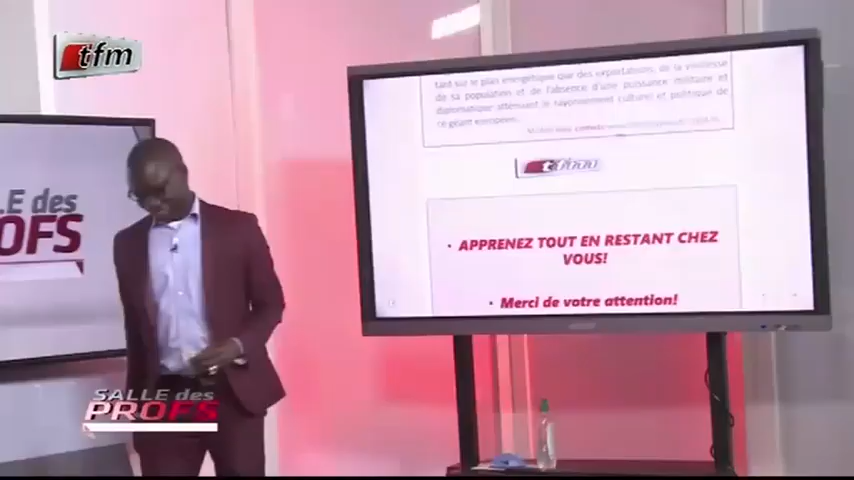 tfm
tant sur le plan énergétique que des exportations, de la vieillesse
de sa population et de l'absence d'une puissance militaire et
diplomatique atténuant le rayonnement culturel et politique de
ce géant européen.
LE des
OFS
• APPRENEZ TOUT EN RESTANT CHEZ
VOUS!
• Merci de votre attention!
SALLE des
PROFS